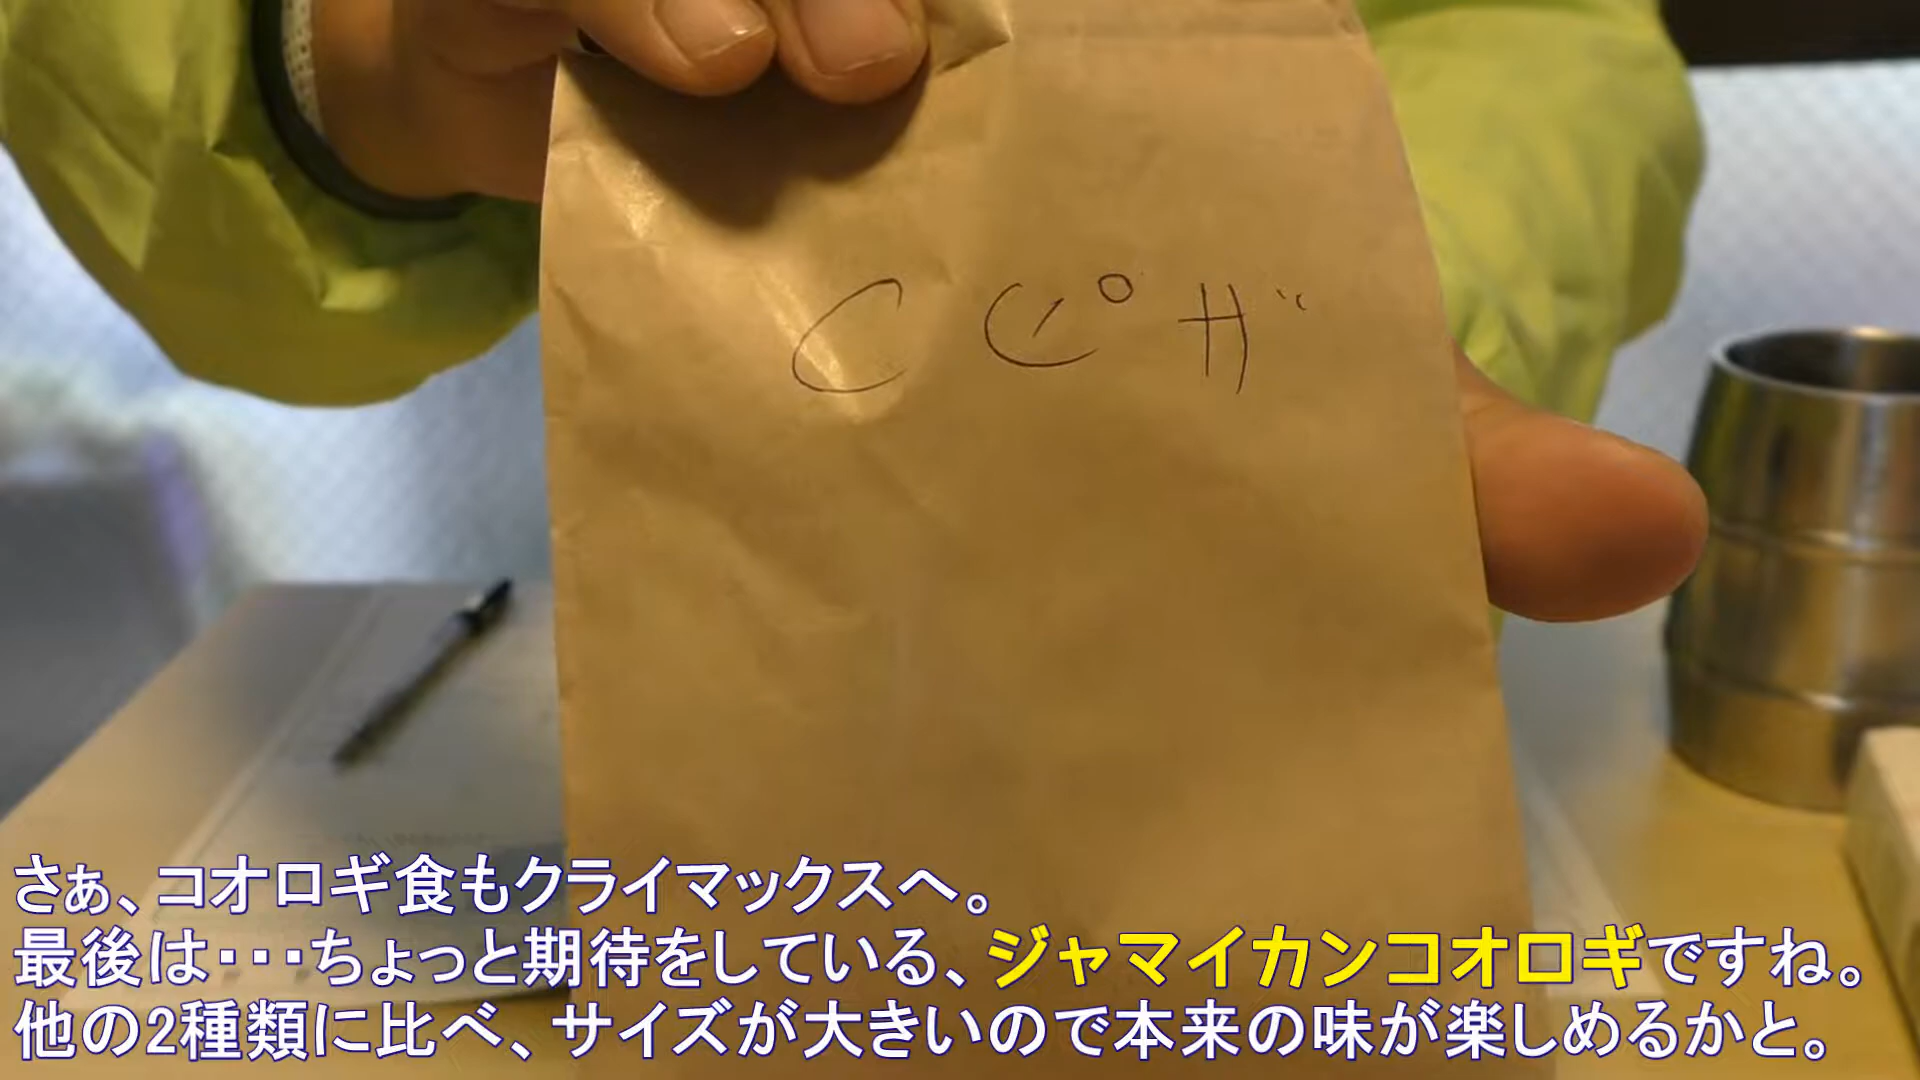 C ピザ
さぁ、コオロギ食もクライマックスへ。
最後は・・・ちょっと期待をしている、ジャマイカンコオロギですね。
他の2種類に比べ、サイズが大きいので本来の味が楽しめるかと。